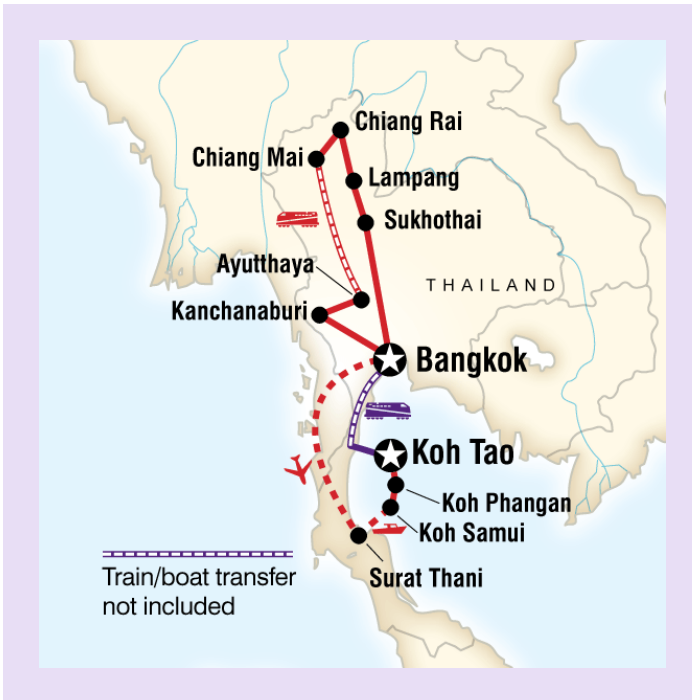 Chiang Rai
Chiang Mai
Lampang
Sukhothai
Ayutthaya
THAILAND
Kanchanaburi
Bangkok
Koh Tao
Koh Phangan
Koh Samui
Surat Thani
Train/boat transfer
not included